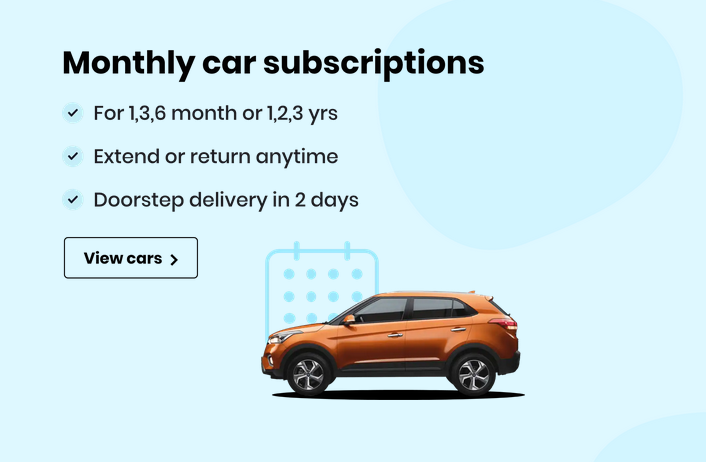 Monthly car subscriptions
For 1,3,6 month or 1,2,3 yrs
Extend or return anytime
Doorstep delivery in 2 days
View cars